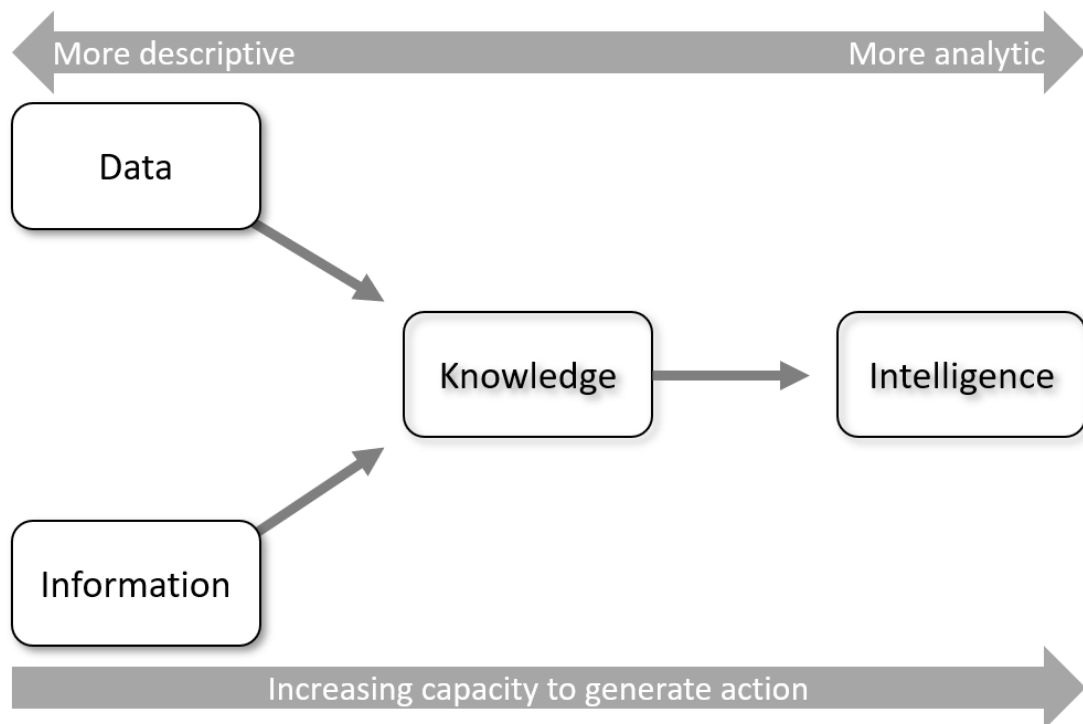 More descriptive
More analytic
Data
Knowledge
Intelligence
Information
Increasing capacity to generate action